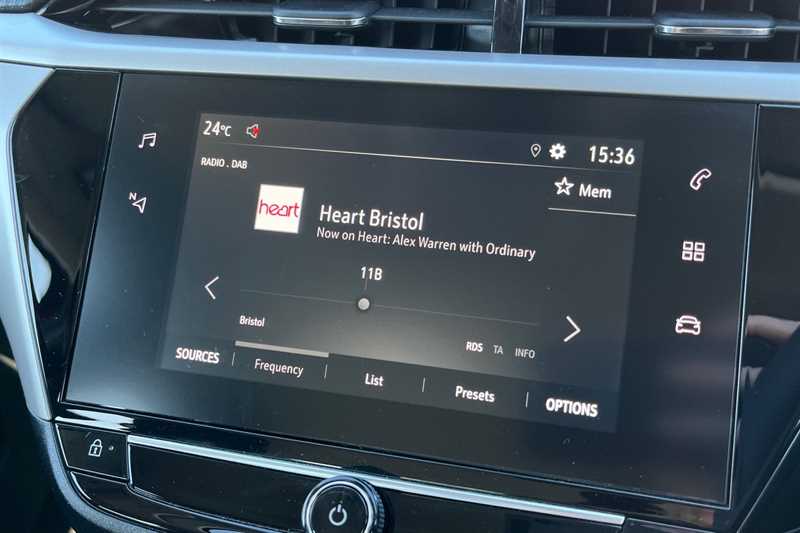 24°C
15:36
RADIO . DAB
Mem
heart
Heart Bristol
Now on Heart: Alex Warren with Ordinary
11B
Bristol
RDS TA INFO
SOURCES Frequency List Presets OPTIONS
N